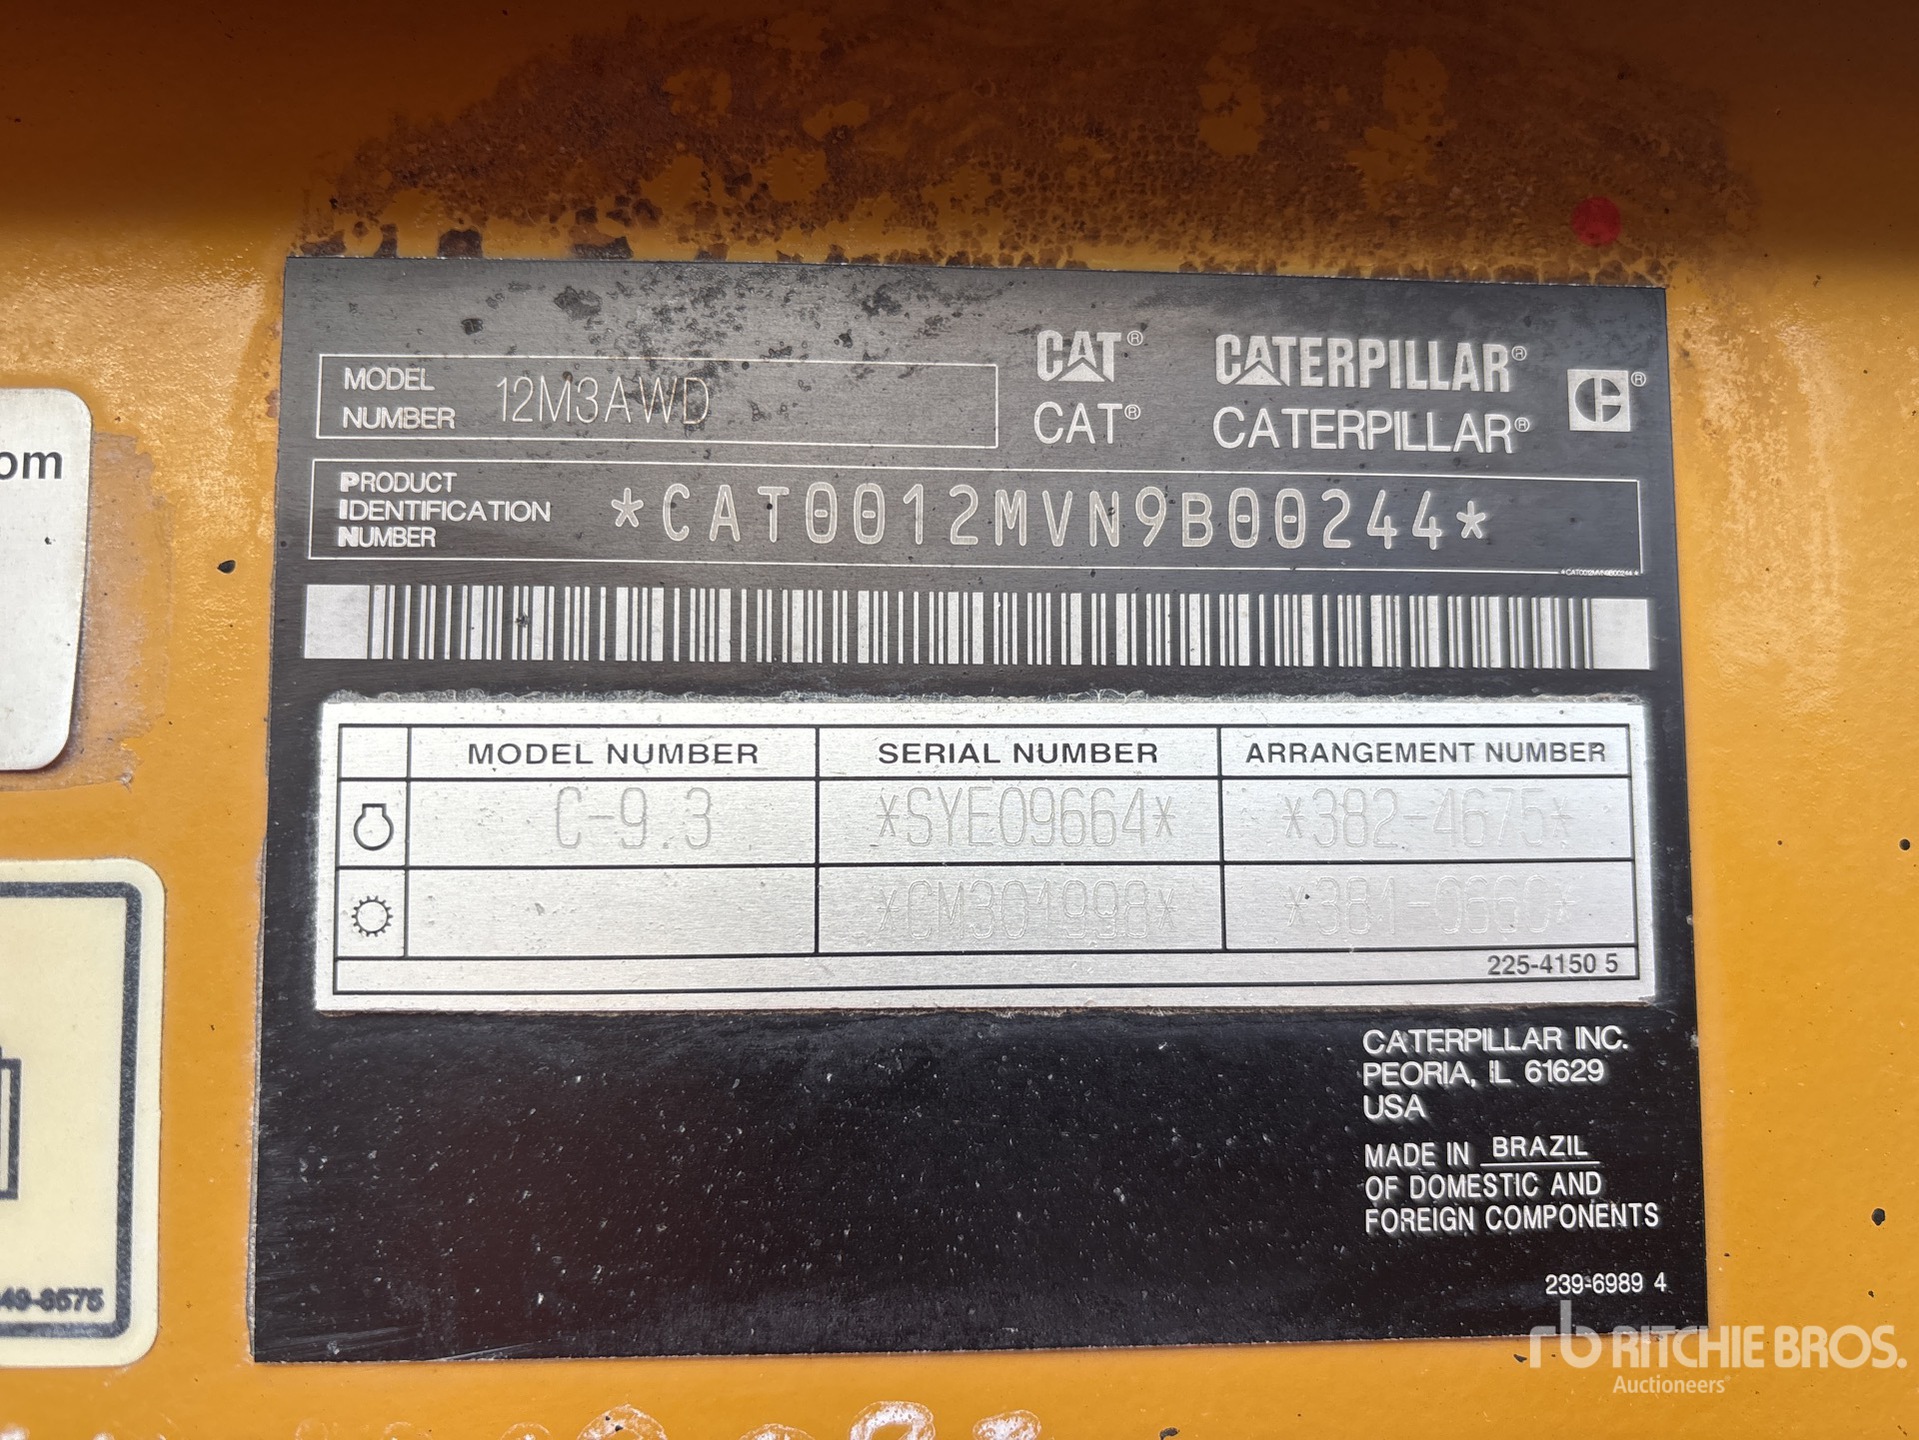 om
MODEL
NUMBER
12M3AWD
CAT® CATERPILLAR®
CAT® CATERPILLAR®
PRODUCT
IDENTIFICATION
NUMBER
*CAT0012MVN9B00244*
*CAT0012MVN9B00244*
MODEL NUMBER SERIAL NUMBER ARRANGEMENT NUMBER
C-9.3 *SYE09664* *382-4675*
*CM301998* *381-0660*
225-4150 5
CATERPILLAR INC.
PEORIA, IL 61629
USA
MADE IN BRAZIL
OF DOMESTIC AND
FOREIGN COMPONENTS
239-6989 4
49-8575
rb RITCHIE BROS.
Auctioneers